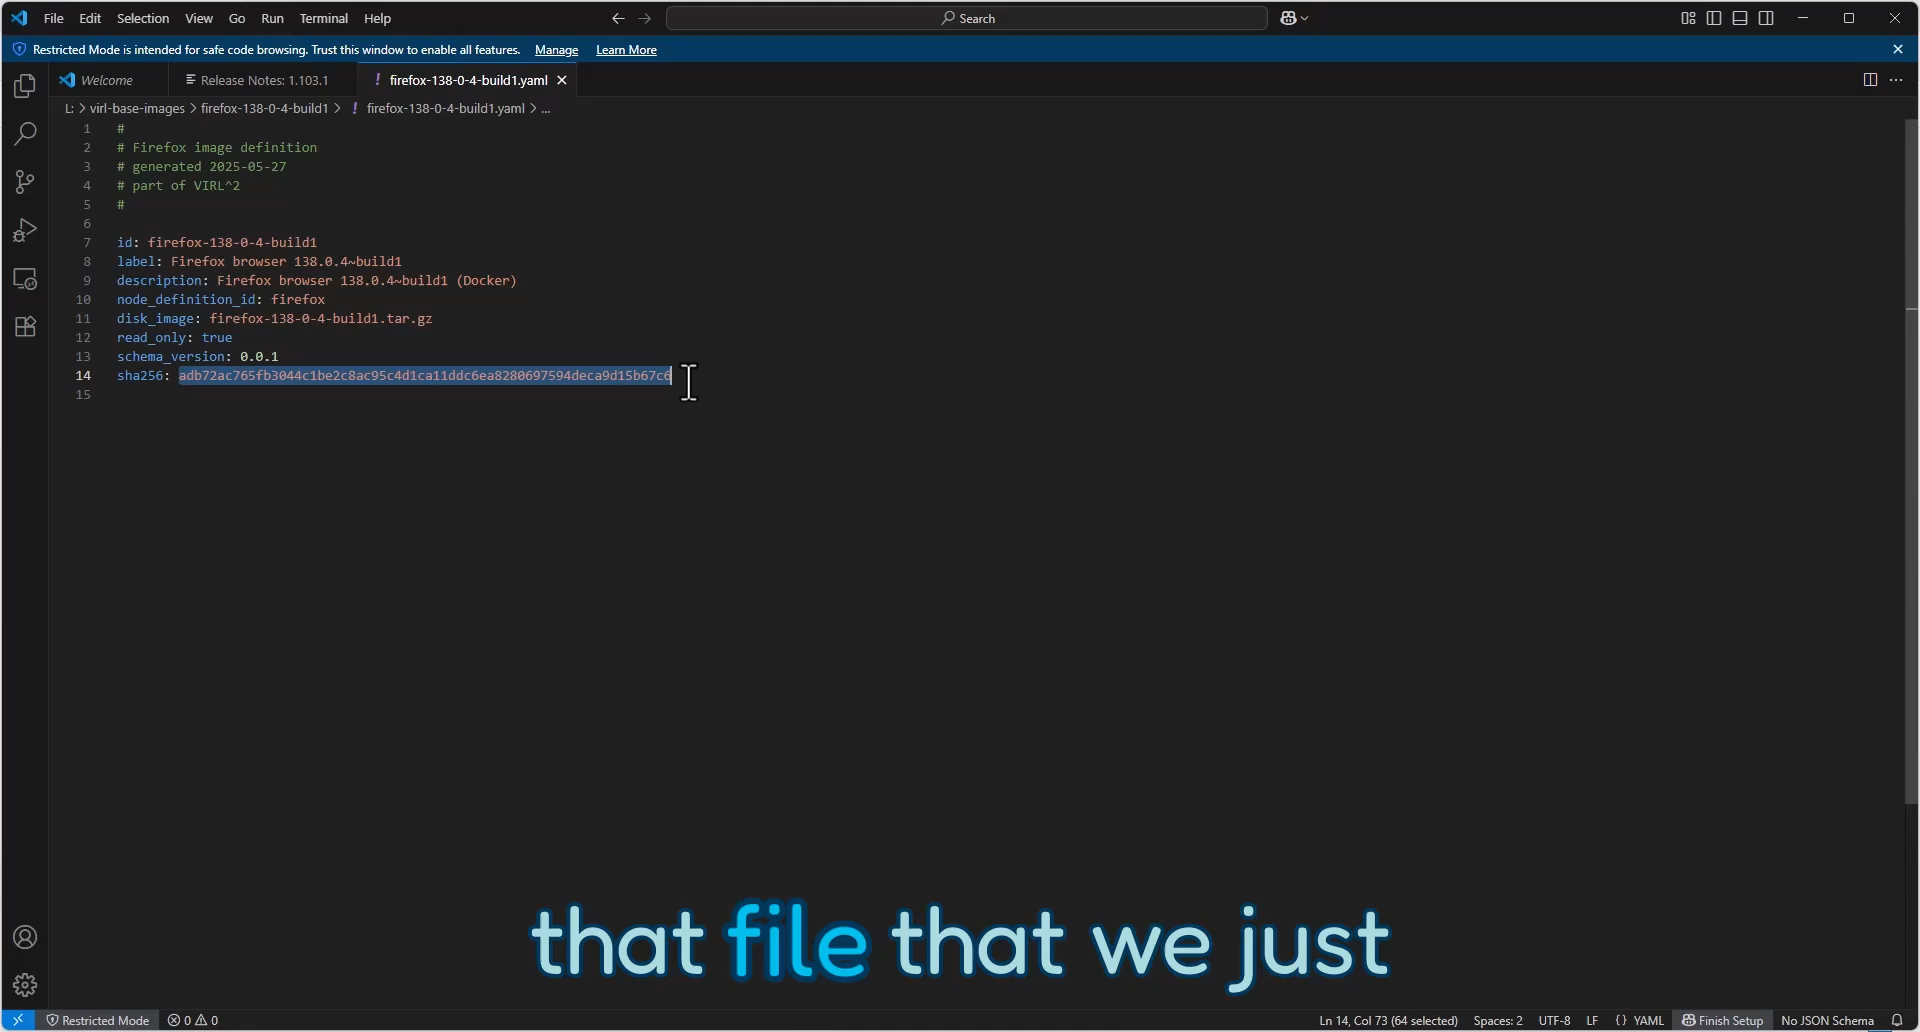 File Edit Selection View Go Run Terminal Help
Search
Restricted Mode is intended for safe code browsing. Trust this window to enable all features. Manage Learn More
Welcome
Release Notes: 1.103.1
! firefox-138-0-4-build1.yaml
L: > virl-base-images > firefox-138-0-4-build1 > ! firefox-138-0-4-build1.yaml > ...
1 #
2 # Firefox image definition
3 # generated 2025-05-27
4 # part of VIRL^2
5 #
6
7 id: firefox-138-0-4-build1
8 label: Firefox browser 138.0.4~build1
9 description: Firefox browser 138.0.4~build1 (Docker)
10 node_definition_id: firefox
11 disk_image: firefox-138-0-4-build1.tar.gz
12 read_only: true
13 schema_version: 0.0.1
14 sha256: adb72ac765fb3044c1be2c8ac95c4d1ca11ddc6ea8280697594deca9d15b67c6
15
that file that we just
Restricted Mode 0 0 Ln 14, Col 73 (64 selected) Spaces: 2 UTF-8 LF {} YAML Finish Setup No JSON Schema